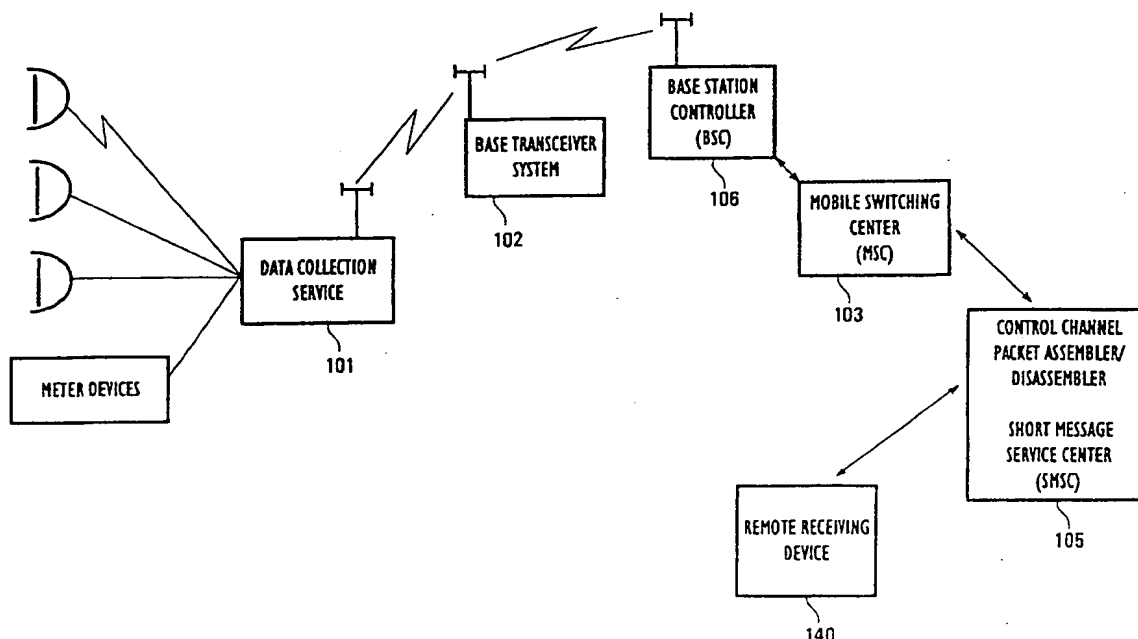 BASE STATION
CONTROLLER
(BSC)
106
BASE TRANSCEIVER
SYSTEM
102
MOBILE SWITCHING
CENTER
(MSC)
103
DATA COLLECTION
SERVICE
101
METER DEVICES
CONTROL CHANNEL
PACKET ASSEMBLER/
DISASSEMBLER
SHORT MESSAGE
SERVICE CENTER
(SMSC)
105
REMOTE RECEIVING
DEVICE
140